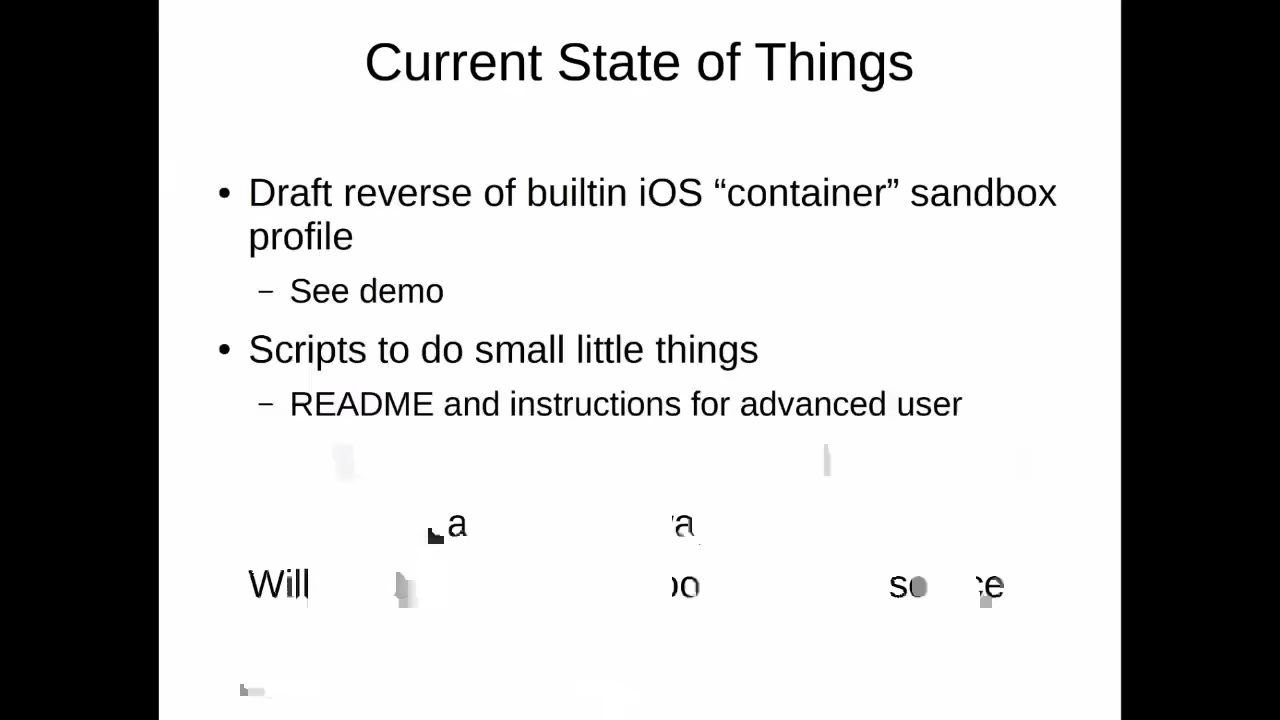 Current State of Things
• Draft reverse of builtin iOS “container” sandbox
profile
– See demo
• Scripts to do small little things
– README and instructions for advanced user
Will